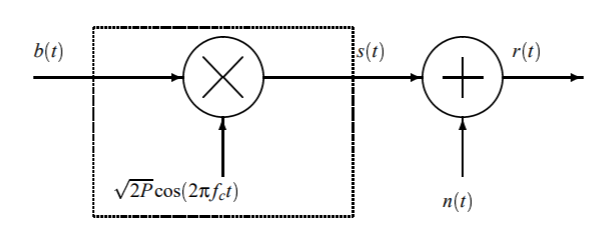 b(t) s(t) r(t)
√2P cos(2πf_ct)
n(t)